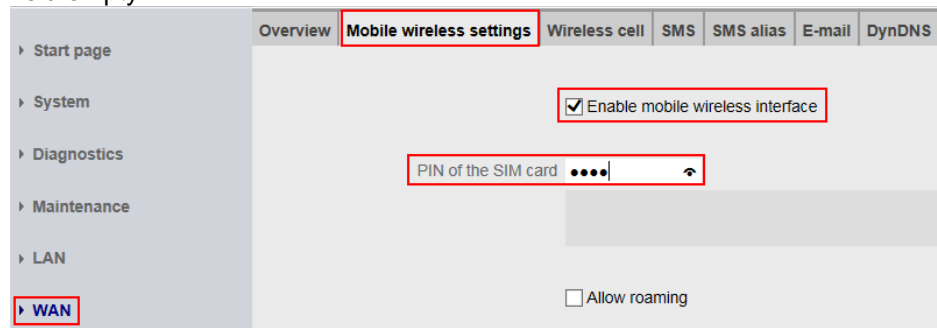 Overview Mobile wireless settings Wireless cell SMS SMS alias E-mail DynDNS
Start page
System
Enable mobile wireless interface
Diagnostics
PIN of the SIM card ••••
Maintenance
LAN
Allow roaming
WAN